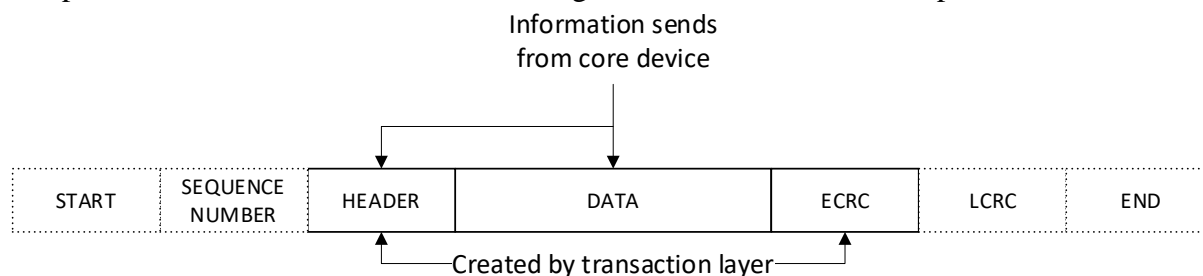 Information sends
from core device
START
SEQUENCE
NUMBER
HEADER
DATA
ECRC
LCRC
END
Created by transaction layer